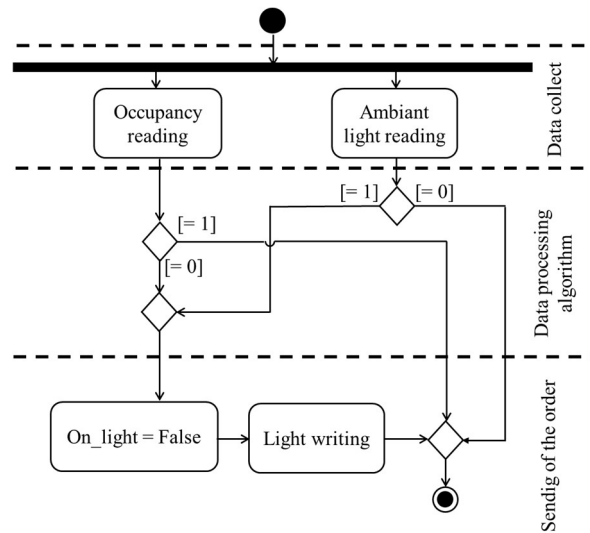 Occupancy
reading
Ambiant
light reading
Data collect
[= 1]
[= 0]
[= 1]
[= 0]
Data processing
algorithm
On_light = False
Light writing
Sendig of the order